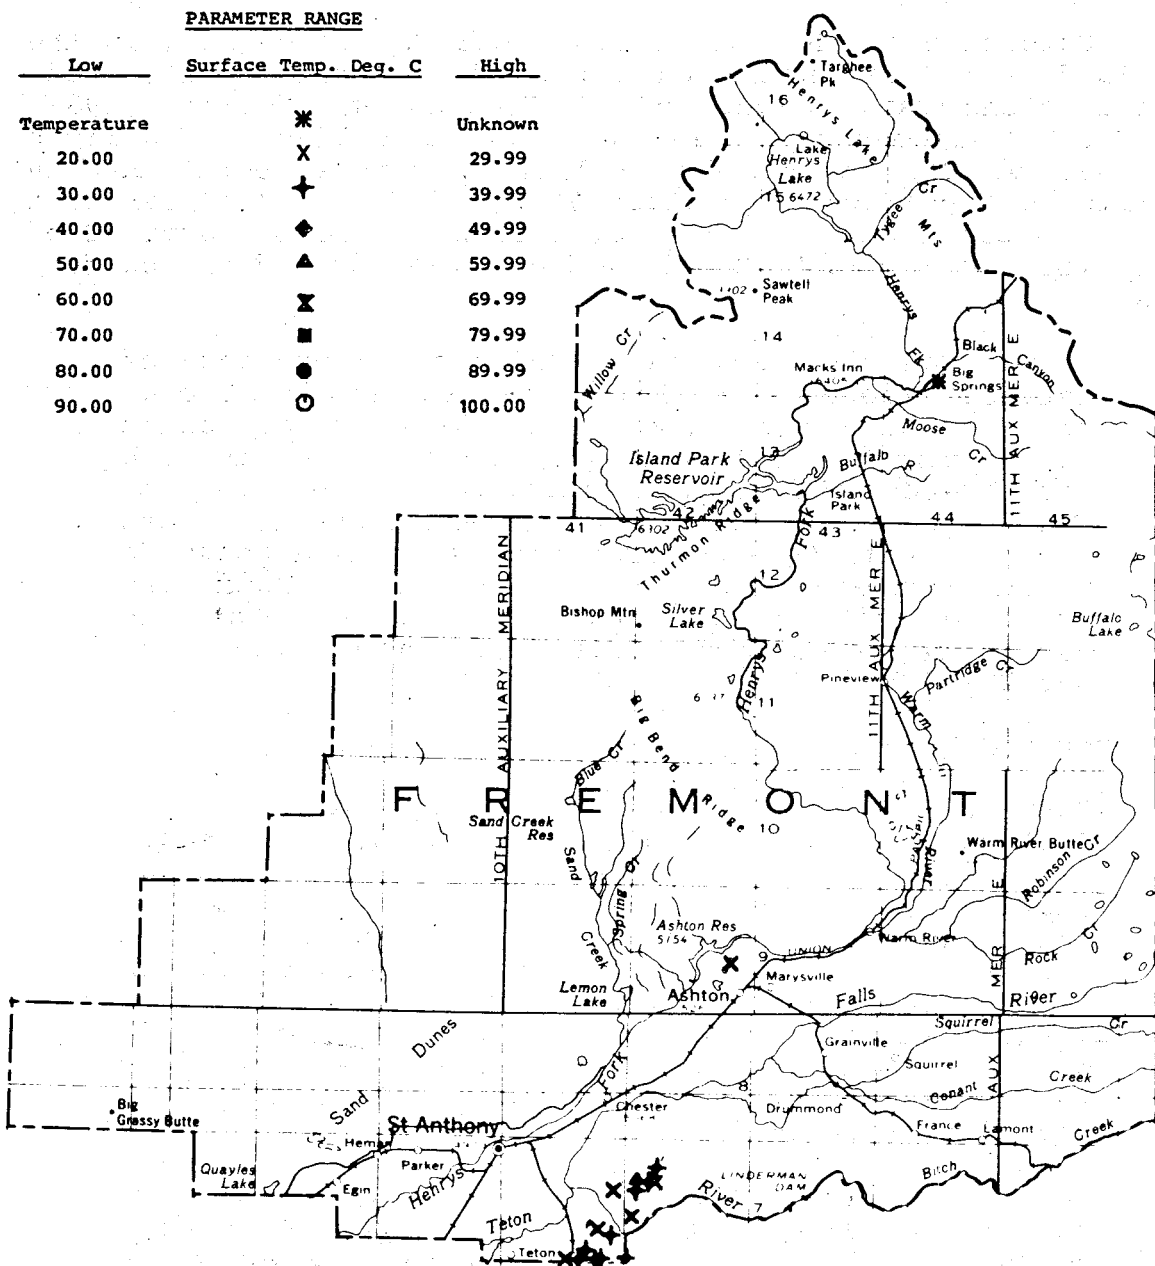 PARAMETER RANGE
Low Surface Temp. Deg. C High
Temperature Unknown
20.00 29.99
30.00 39.99
40.00 49.99
50.00 59.99
60.00 69.99
70.00 79.99
80.00 89.99
90.00 100.00
Targhee
Pk
16
Henrys Lake
Lake
Henrys
Lake
15 6472
Tygee Cr
Mts
Sawtell
Peak
Henrys
Fk
14
Willow Cr
Macks Inn
Black
Canyon
Big
Springs
11TH AUX MER E
Moose
Cr
13
Island Park
Reservoir
Buffalo
R
Island
Park
41
42
43
44
45
6302
Thurmon Ridge
Fork
10TH AUXILIARY MERIDIAN
12
Bishop Mtn
Silver
Lake
11TH AUX MER E
Buffalo
Lake
Henrys
Pineview
Partridge Cr
Warm
11
Big Bend
Ridge
Blue Cr
FREMONT
Sand Creek
Res
10
River
Warm River Butte
Robinson Cr
Sand
Creek
Spring Cr
Ashton Res
5154
UNION
Warm River
Rock
Cr
MER E
9
Marysville
Lemon
Lake
Ashton
Falls
River
Squirrel
Cr
Dunes
Grainville
Squirrel
AUX
Fork
8
Conant
Creek
Big
Grassy Butte
Sand
Chester
Drummond
St Anthony
France
Lamont
Creek
Heman
Parker
Quayles
Lake
Egin
Henrys
LINDERMAN
DAM
Bitch
River
7
Teton
Teton